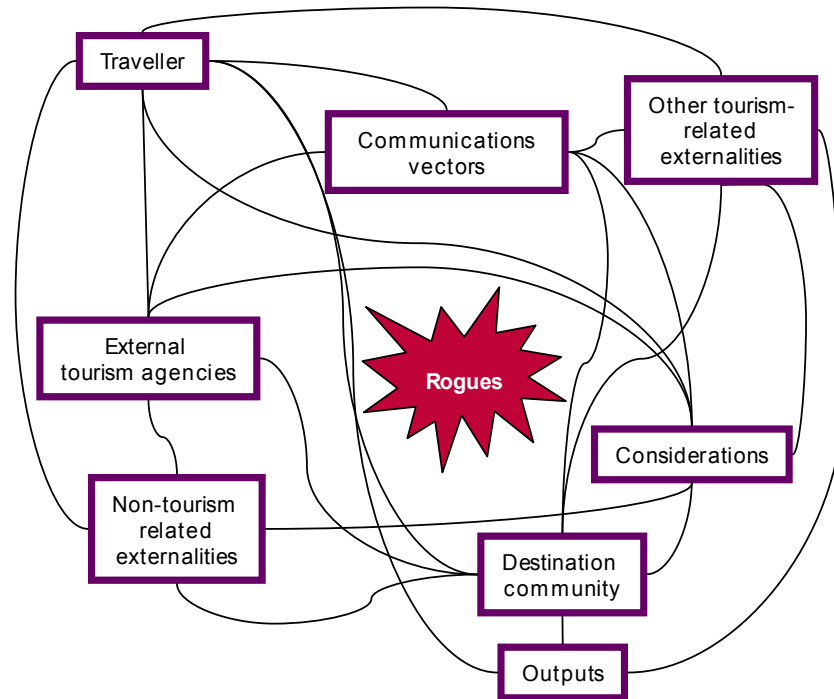 Traveller
Other tourism-
related
externalities
Communications
vectors
External
tourism agencies
Rogues
Considerations
Non-tourism
related
externalities
Destination
community
Outputs